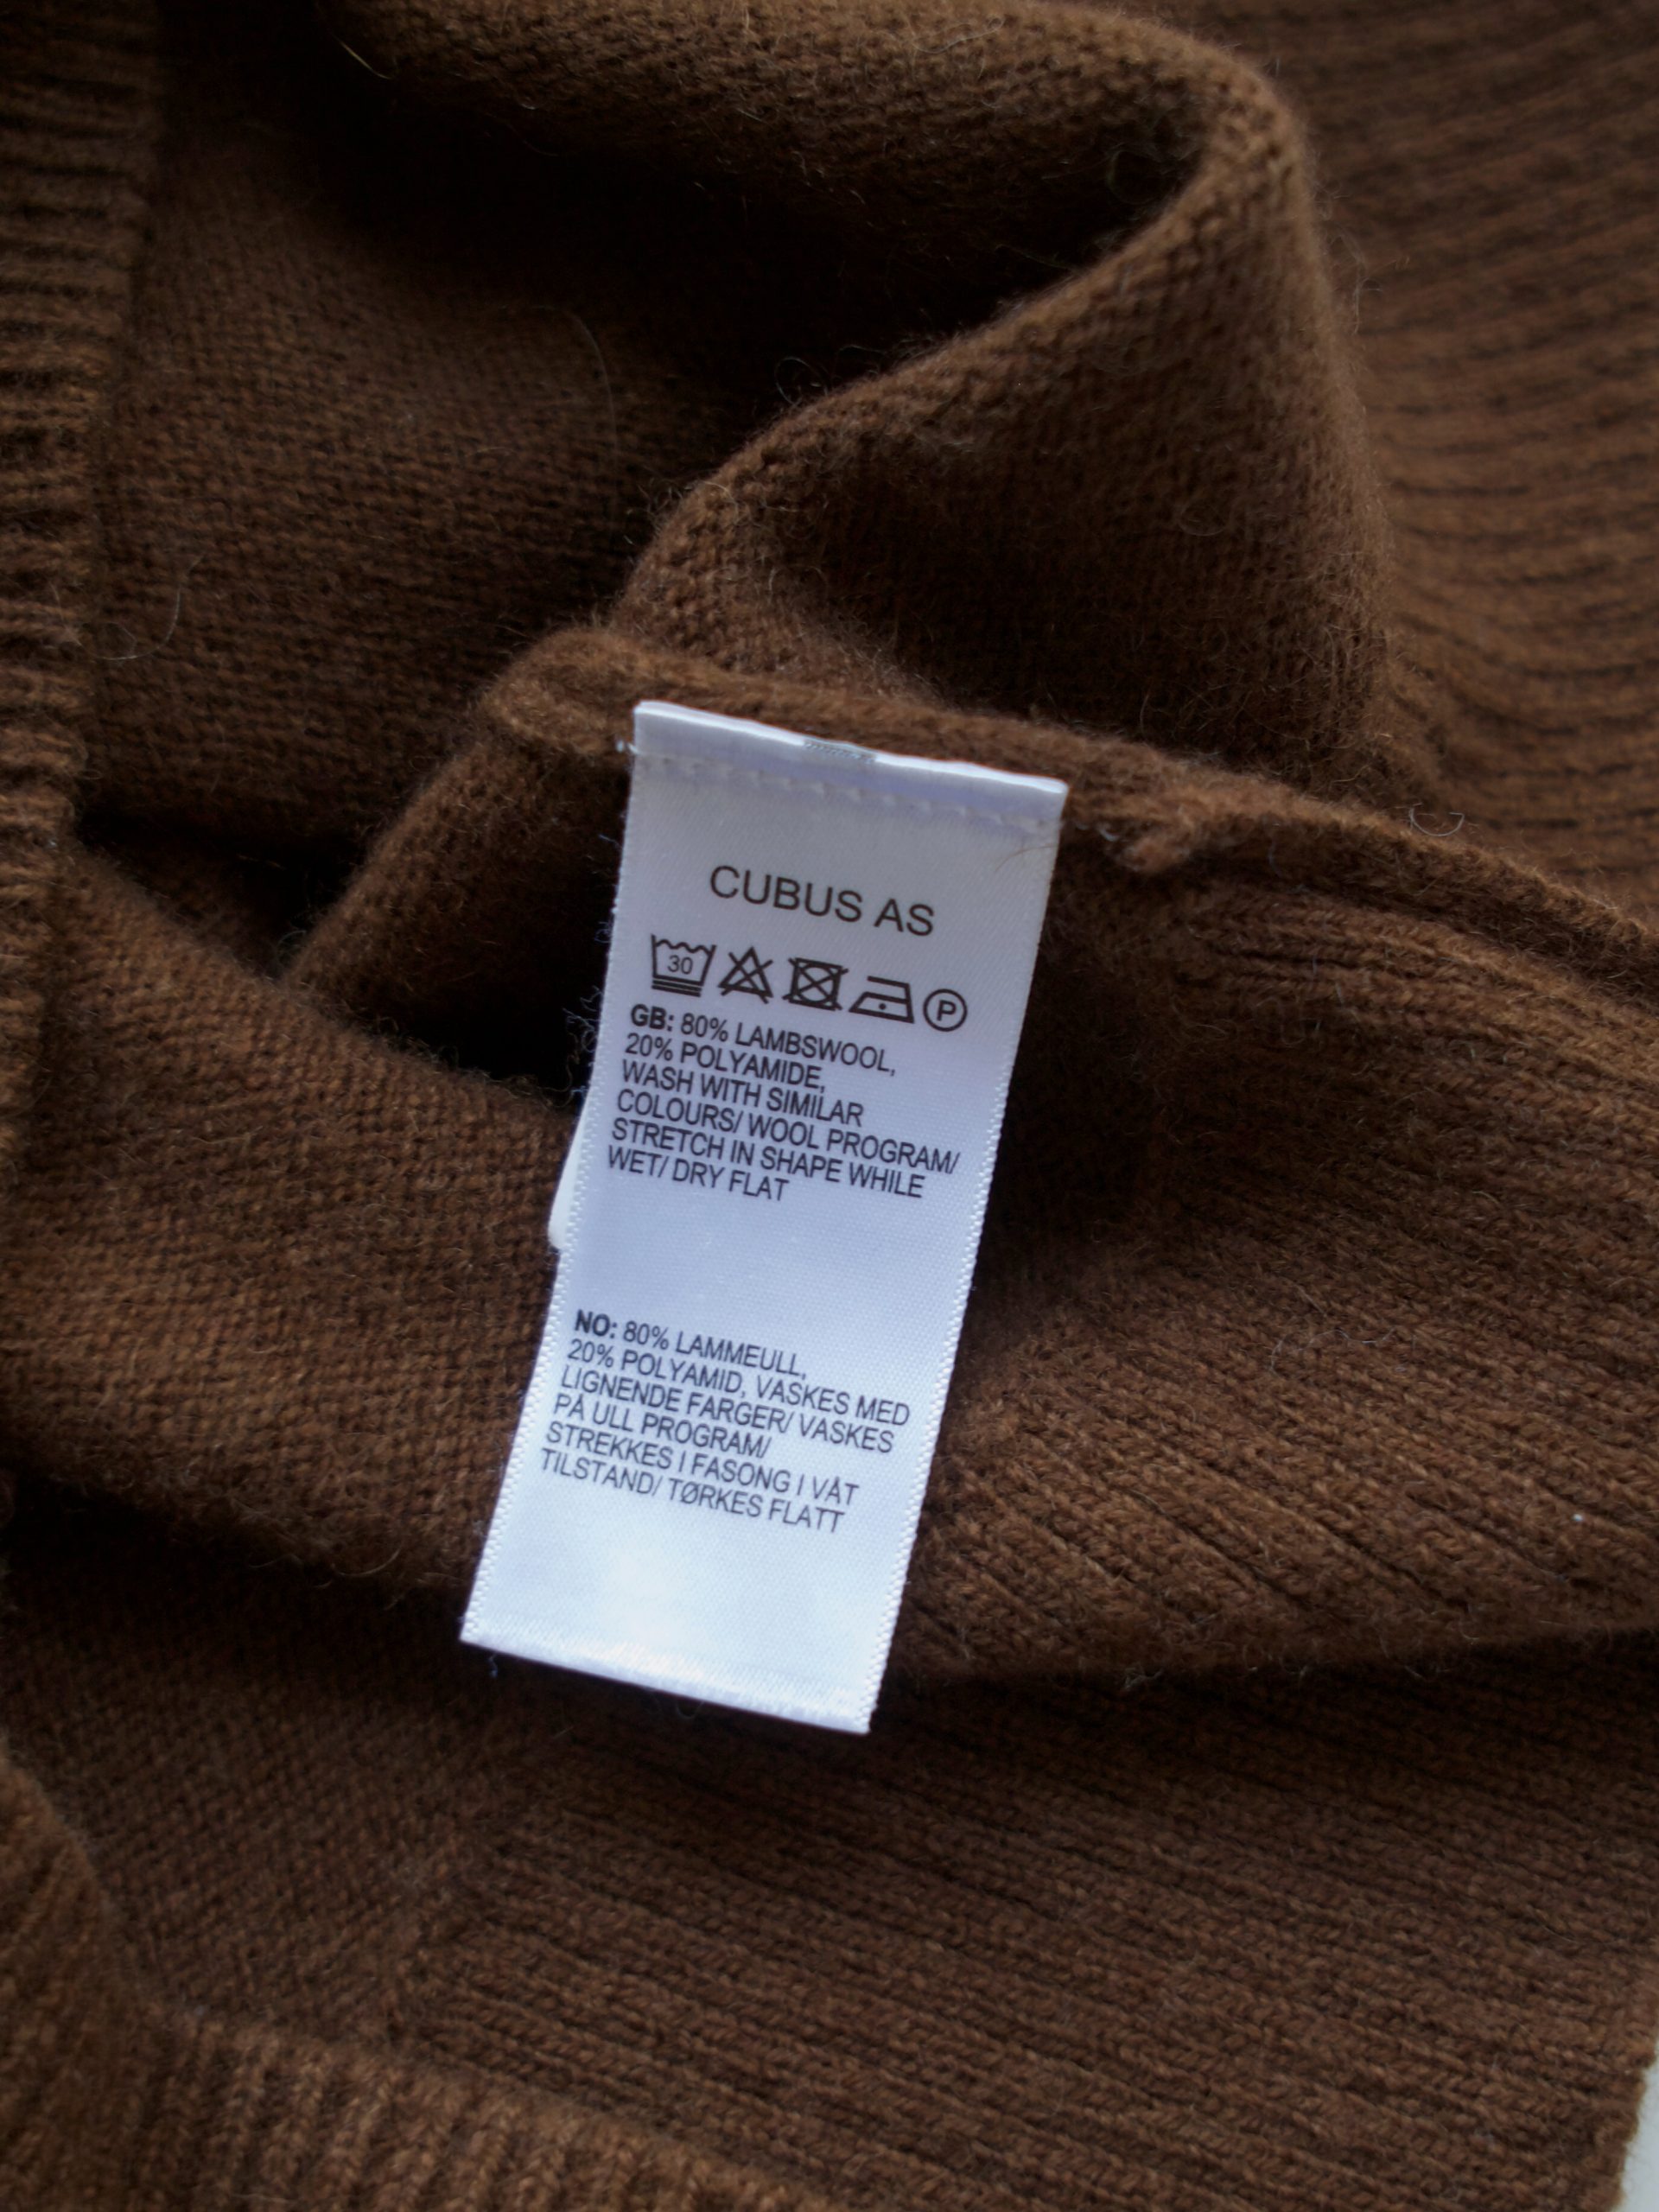 CUBUS AS
30
P
GB: 80% LAMBSWOOL,
20% POLYAMIDE,
WASH WITH SIMILAR
COLOURS/ WOOL PROGRAM/
STRETCH IN SHAPE WHILE
WET/ DRY FLAT
NO: 80% LAMMEULL,
20% POLYAMID, VASKES MED
LIGNENDE FARGER/ VASKES
PÅ ULL PROGRAM/
STREKKES I FASONG I VÅT
TILSTAND/ TØRKES FLATT